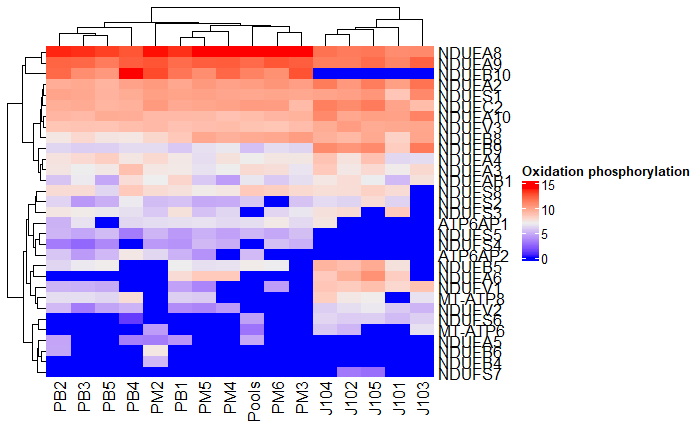 NDUFA8
NDUFA9
NDUFB10
NDUFA2
NDUFS1
NDUFC2
NDUFA10
NDUFV3
NDUFB8
NDUFB9
NDUFA4
NDUFA3
NDUFAB1
NDUFS8
NDUFS2
NDUFS3
ATP6AP1
NDUFS5
NDUFS4
ATP6AP2
NDUFB5
NDUFA6
NDUFV1
MT-ATP8
NDUFV2
NDUFS6
MT-ATP6
NDUFA5
NDUFB6
NDUFB4
NDUFS7
PB2 PB3 PB5 PB4 PM2 PB1 PM5 PM4 Pools PM6 PM3 J104 J102 J105 J101 J103
Oxidation phosphorylation
15
10
5
0